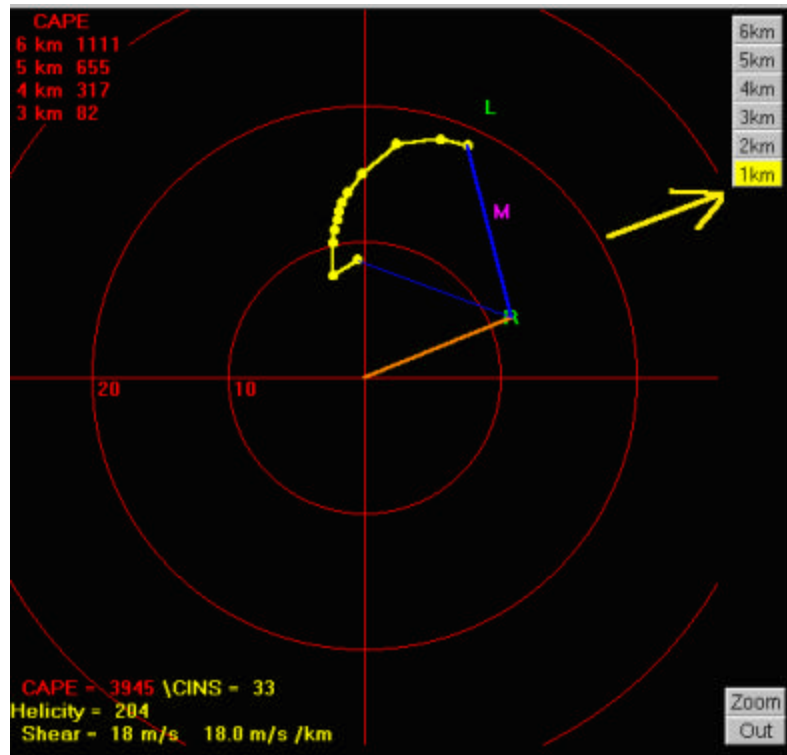 CAPE
6 km 1111
5 km 655
4 km 317
3 km 82
6km
5km
4km
3km
2km
1km
L
M
R
20
10
CAPE = 3945 \CINS = 33
Helicity = 204
Shear = 18 m/s 18.0 m/s /km
Zoom
Out